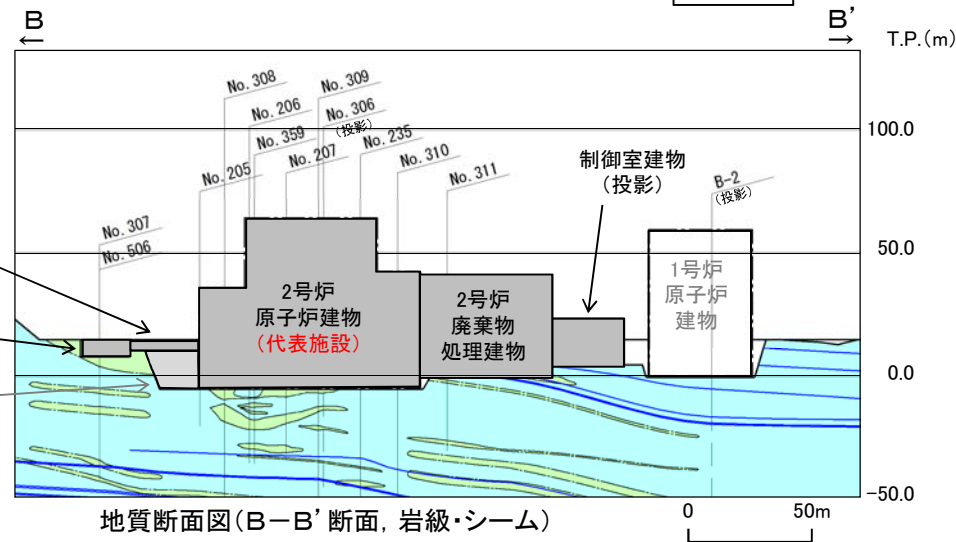 B
B'
T.P.(m)
No. 308
No. 309
No. 206
No. 306
(投影)
No. 359
No. 235
No. 205
No. 207
No. 310
No. 311
制御室建物
(投影)
B-2
(投影)
No. 307
No. 506
100.0
50.0
0.0
-50.0
2号炉
原子炉建物
(代表施設)
2号炉
廃棄物
処理建物
1号炉
原子炉
建物
地質断面図(B-B'断面, 岩級・シーム)
0 50m